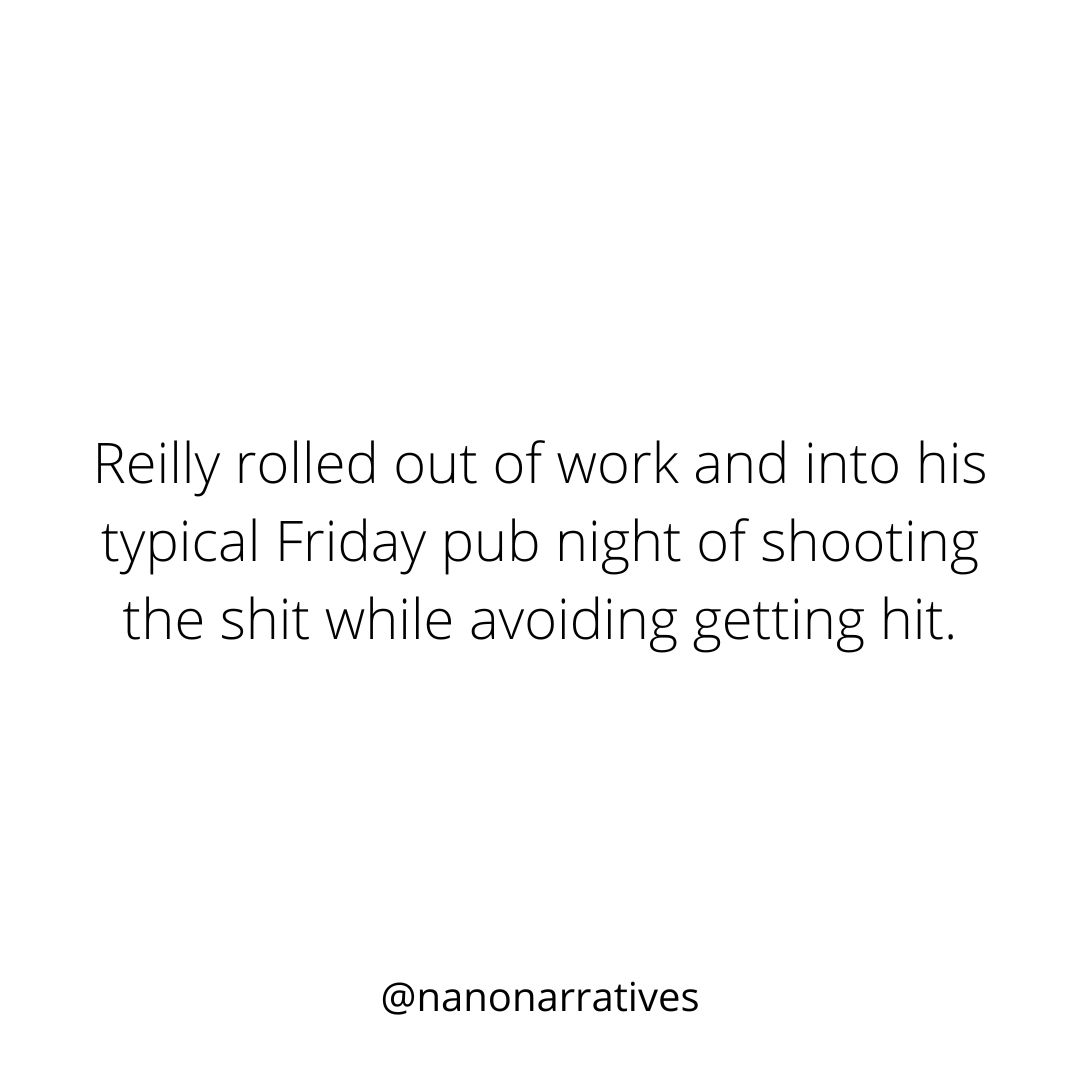 Reilly rolled out of work and into his
typical Friday pub night of shooting
the shit while avoiding getting hit.
@nanonarratives